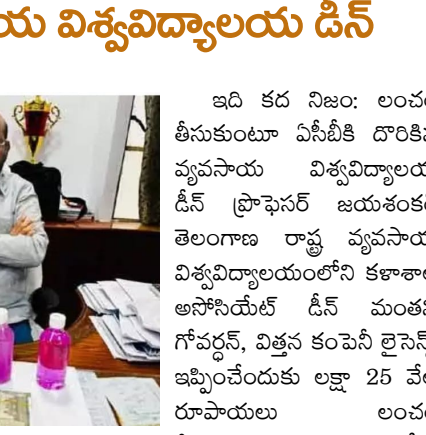 య విశ్వవిద్యాలయ డీన్
ఇది కద నిజం: లంచం
తీసుకుంటూ ఏసీబీకి దొరికిన
వ్యవసాయ విశ్వవిద్యాలయ
డీన్ ప్రొఫెసర్ జయశంకర్
తెలంగాణ రాష్ట్ర వ్యవసాయ
విశ్వవిద్యాలయంలోని కళాశాల
అసోసియేట్ డీన్ మంతన
గోవర్ధన్, విత్తన కంపెనీ లైసెన్స్
ఇప్పించేందుకు లక్షా 25 వేల
రూపాయలు లంచం